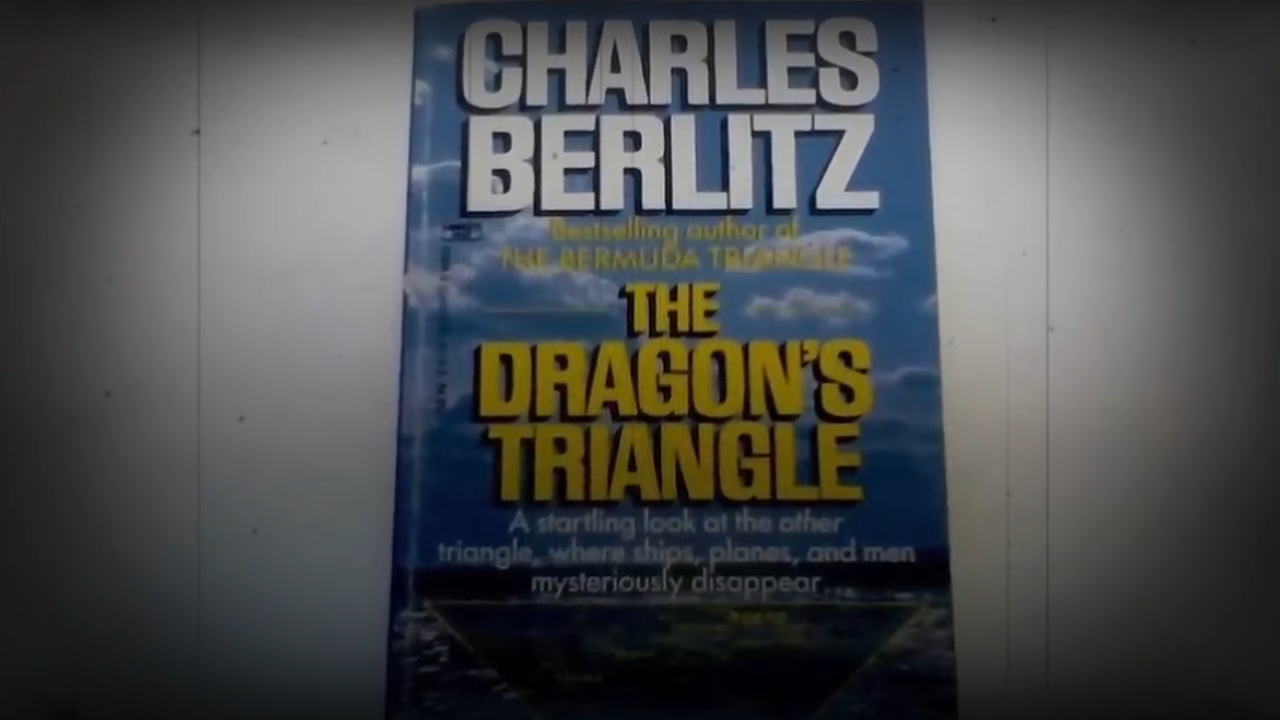 CHARLES
BERLITZ
Bestselling author of
THE BERMUDA TRIANGLE
THE
DRAGON'S
TRIANGLE
A startling look at the other
triangle, where ships, planes, and men
mysteriously disappear...